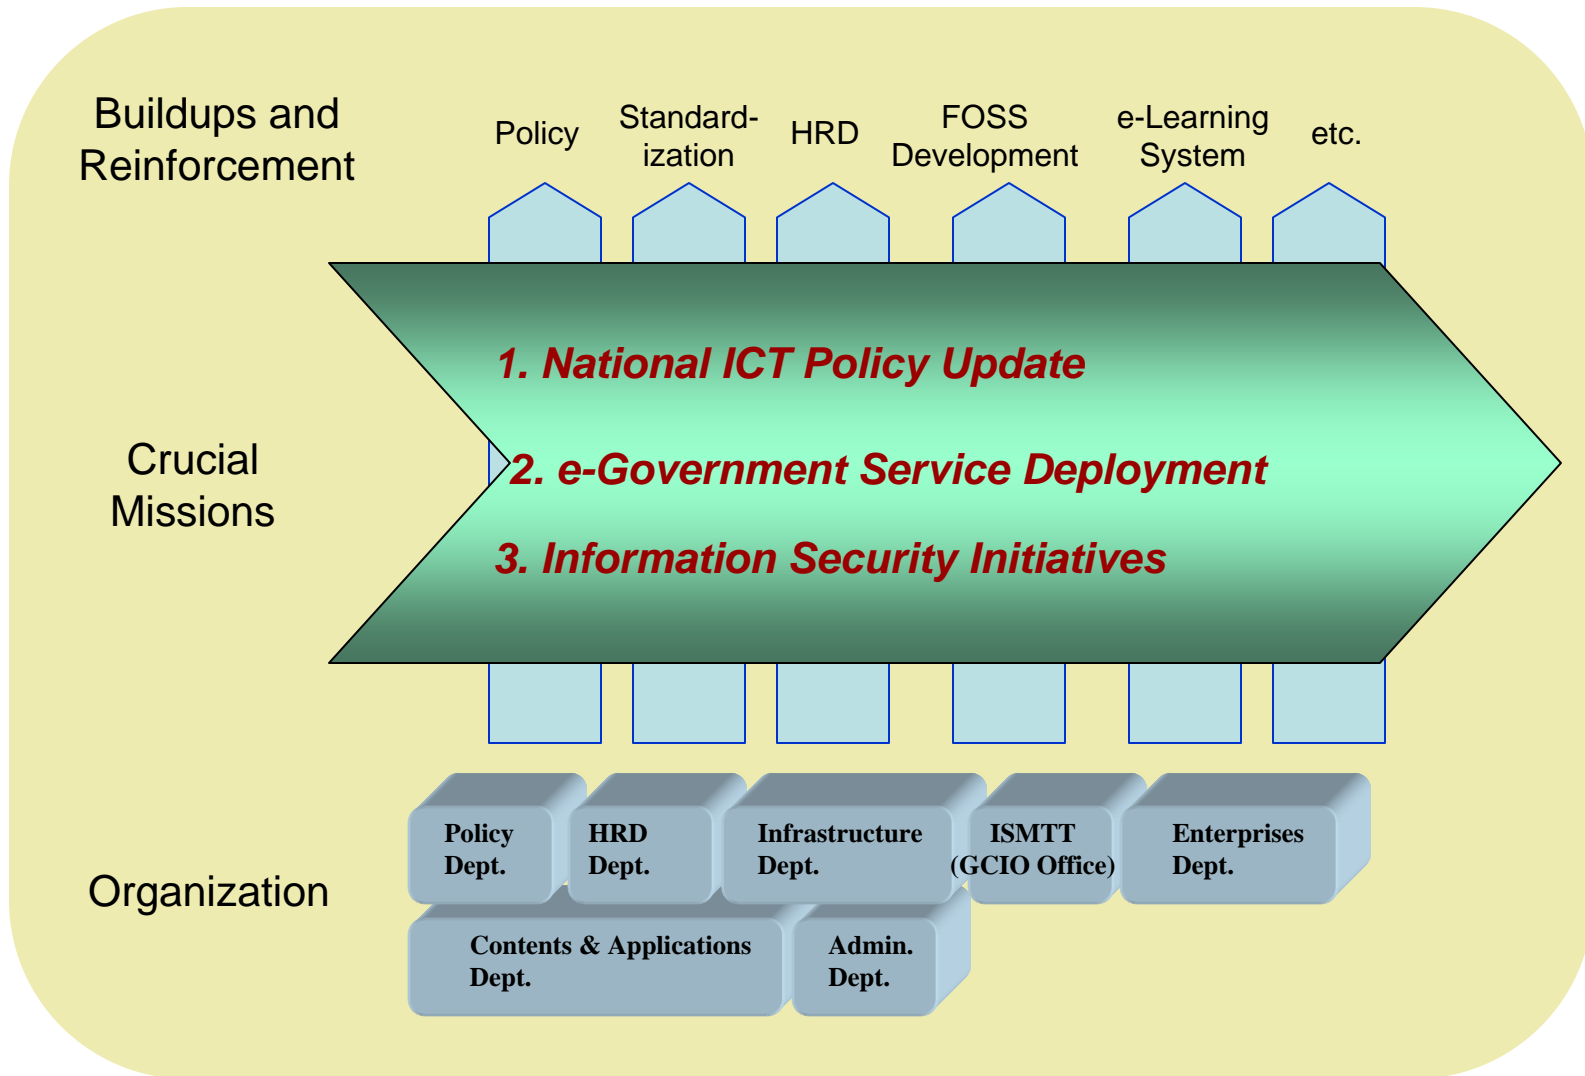 Buildups and
Reinforcement
Policy
Standard-
ization
HRD
FOSS
Development
e-Learning
System
etc.
Crucial
Missions
1. National ICT Policy Update
2. e-Government Service Deployment
3. Information Security Initiatives
Organization
Policy
Dept.
HRD
Dept.
Infrastructure
Dept.
ISMTT
(GCIO Office)
Enterprises
Dept.
Contents & Applications
Dept.
Admin.
Dept.